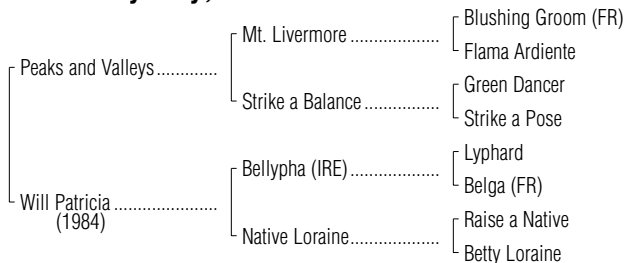 Blushing Groom (FR)
Mt. Livermore ....................
Flama Ardiente
Peaks and Valleys .............
Green Dancer
Strike a Balance .................
Strike a Pose
Lyphard
Bellypha (IRE) ....................
Belga (FR)
Will Patricia ......................
(1984)
Raise a Native
Native Loraine....................
Betty Loraine